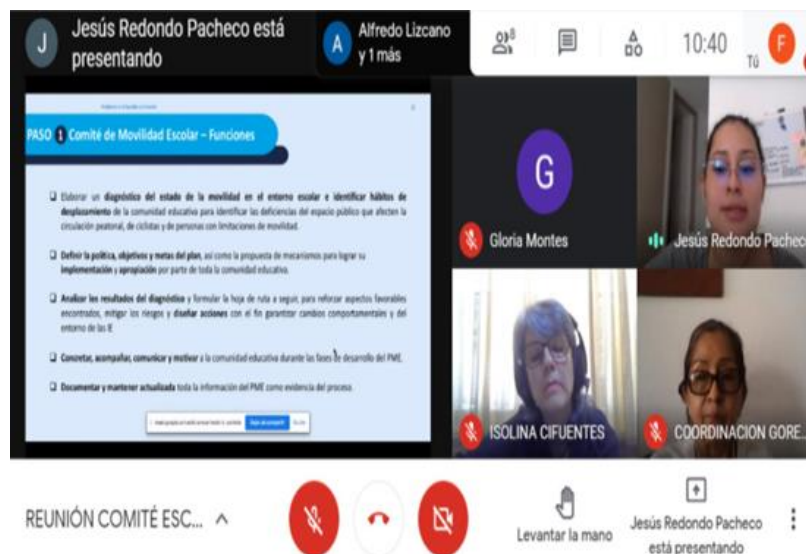 J
Jesús Redondo Pacheco está
presentando
A
Alfredo Lizcano
y 1 más
8
10:40
Tú
F
PASO 1 Comité de Movilidad Escolar – Funciones
Elaborar un diagnóstico del estado de la movilidad en el entorno escolar e identificar hábitos de
desplazamiento de la comunidad educativa para identificar las deficiencias del espacio público que afecten la
circulación peatonal, de ciclistas y de personas con limitaciones de movilidad.
Definir la política, objetivos y metas del plan, así como la propuesta de mecanismos para lograr su
implementación y apropiación por parte de toda la comunidad educativa.
Analizar los resultados del diagnóstico y formular la hoja de ruta a seguir, para reforzar aspectos favorables
encontrados, mitigar los riesgos y diseñar acciones con el fin garantizar cambios comportamentales y del
entorno de las IE
Concretar, acompañar, comunicar y motivar a la comunidad educativa durante las fases de desarrollo del PME.
Documentar y mantener actualizada toda la información del PME como evidencia del proceso.
G
Gloria Montes
Jesús Redondo Pachec
ISOLINA CIFUENTES
COORDINACION GORE...
REUNIÓN COMITÉ ESC...
Levantar la mano
Jesús Redondo Pacheco
está presentando